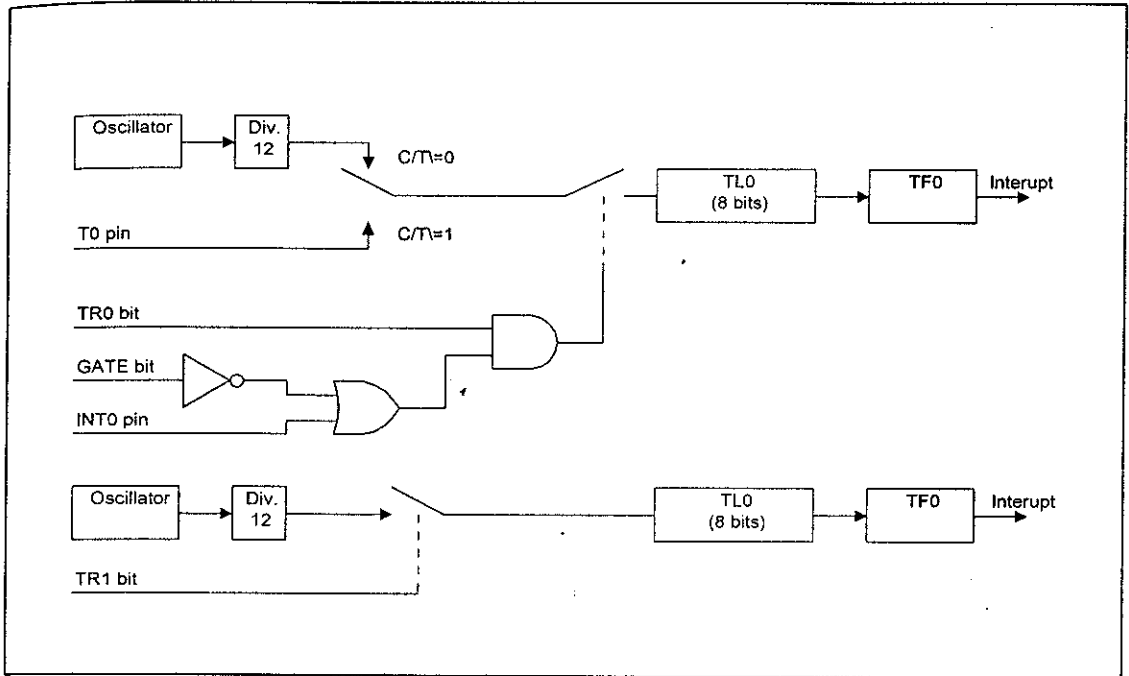 Oscillator
Div.
12
C/T\=0
TL0
(8 bits)
TF0
Interupt
T0 pin
C/T\=1
TR0 bit
GATE bit
INT0 pin
Oscillator
Div.
12
TL0
(8 bits)
TF0
Interupt
TR1 bit